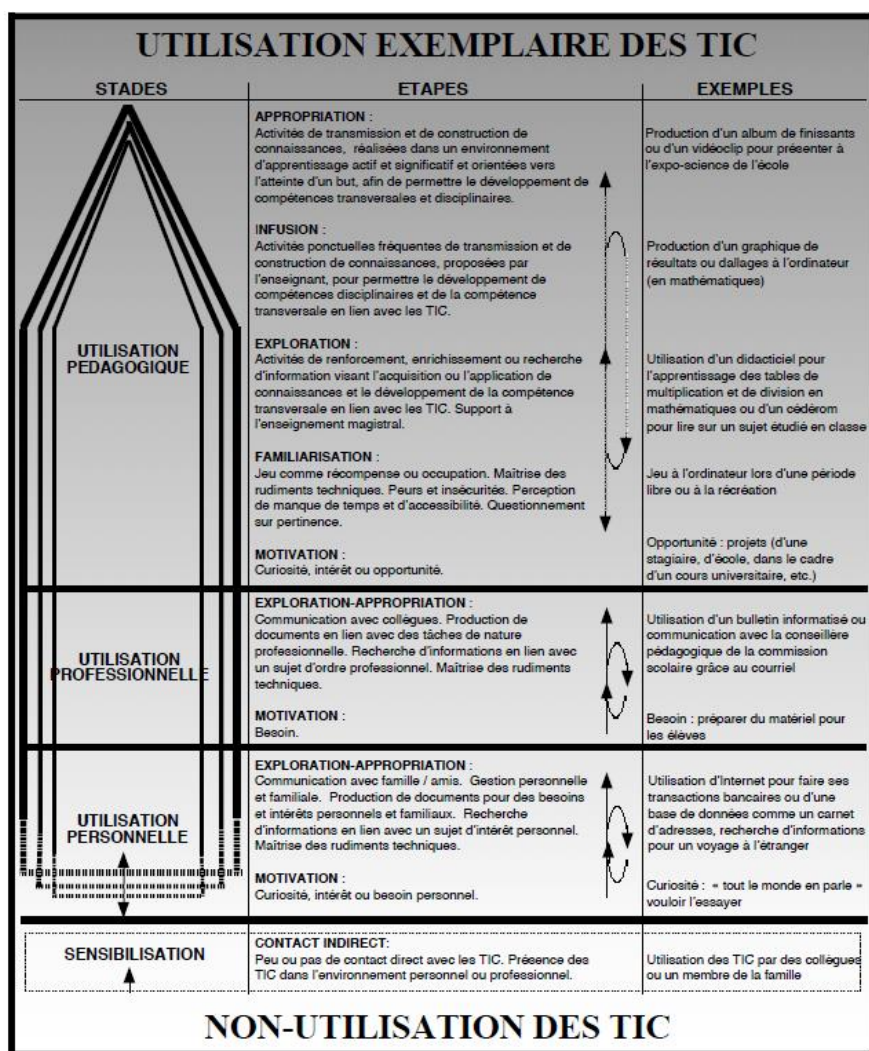 UTILISATION EXEMPLAIRE DES TIC
STADES
ETAPES
EXEMPLES
UTILISATION
PEDAGOGIQUE
APPROPRIATION :
Activités de transmission et de construction de
connaissances, réalisées dans un environnement
d'apprentissage actif et significatif et orientées vers
l'atteinte d'un but, afin de permettre le développement de
compétences transversales et disciplinaires.
Production d'un album de finissants
ou d'un vidéoclip pour présenter à
l'expo-science de l'école
INFUSION :
Activités ponctuelles fréquentes de transmission et de
construction de connaissances, proposées par
l'enseignant, pour permettre le développement de
compétences disciplinaires et de la compétence
transversale en lien avec les TIC.
Production d'un graphique de
résultats ou dallages à l'ordinateur
(en mathématiques)
EXPLORATION :
Activités de renforcement, enrichissement ou recherche
d'information visant l'acquisition ou l'application de
connaissances et le développement de la compétence
transversale en lien avec les TIC. Support à
l'enseignement magistral.
Utilisation d'un didacticiel pour
l'apprentissage des tables de
multiplication et de division en
mathématiques ou d'un cédérom
pour lire sur un sujet étudié en classe
FAMILIARISATION :
Jeu comme récompense ou occupation. Maîtrise des
rudiments techniques. Peurs et insécurités. Perception
de manque de temps et d'accessibilité. Questionnement
sur pertinence.
Jeu à l'ordinateur lors d'une période
libre ou à la récréation
MOTIVATION :
Curiosité, intérêt ou opportunité.
Opportunité : projets (d'une
stagiaire, d'école, dans le cadre
d'un cours universitaire, etc.)
UTILISATION
PROFESSIONNELLE
EXPLORATION-APPROPRIATION :
Communication avec collègues. Production de
documents en lien avec des tâches de nature
professionnelle. Recherche d'informations en lien avec
un sujet d'ordre professionnel. Maîtrise des rudiments
techniques.
Utilisation d'un bulletin informatisé ou
communication avec la conseillère
pédagogique de la commission
scolaire grâce au courriel
MOTIVATION :
Besoin.
Besoin : préparer du matériel pour
les élèves
UTILISATION
PERSONNELLE
EXPLORATION-APPROPRIATION :
Communication avec famille / amis. Gestion personnelle
et familiale. Production de documents pour des besoins
et intérêts personnels et familiaux. Recherche
d'informations en lien avec un sujet d'intérêt personnel.
Maîtrise des rudiments techniques.
Utilisation d'Internet pour faire ses
transactions bancaires ou d'une
base de données comme un carnet
d'adresses, recherche d'informations
pour un voyage à l'étranger
MOTIVATION :
Curiosité, intérêt ou besoin personnel.
Curiosité : « tout le monde en parle »
vouloir l'essayer
SENSIBILISATION
CONTACT INDIRECT:
Peu ou pas de contact direct avec les TIC. Présence des
TIC dans l'environnement personnel ou professionnel.
Utilisation des TIC par des collègues
ou un membre de la famille
NON-UTILISATION DES TIC